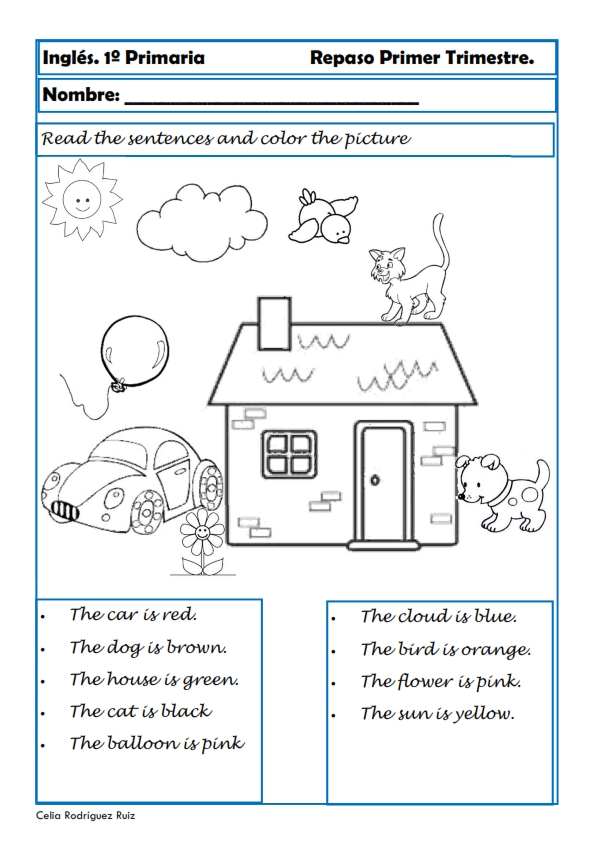 Inglés. 1º Primaria Repaso Primer Trimestre.
Nombre: ______________________________
Read the sentences and color the picture
• The car is red.
• The dog is brown.
• The house is green.
• The cat is black
• The balloon is pink
• The cloud is blue.
• The bird is orange.
• The flower is pink.
• The sun is yellow.
Celia Rodríguez Ruiz